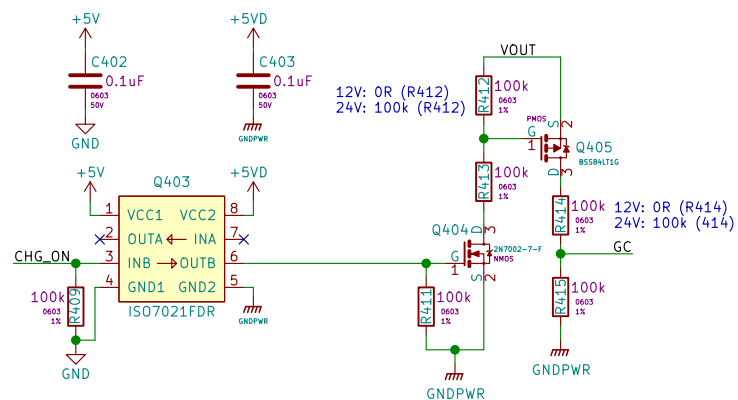 +5V
C402
0.1uF
0603
50V
GND
+5VD
C403
0.1uF
0603
50V
GNDPWR
VOUT
12V: 0R (R412)
24V: 100k (R412)
R412
100k
0603
1%
PMOS
G
1
S
2
D
3
Q405
BSS84LT1G
R413
100k
0603
1%
+5V
Q403
+5VD
1
VCC1
VCC2
8
2
OUTA
INA
7
CHG_ON
3
INB
OUTB
6
4
GND1
GND2
5
ISO7021FDR
GNDPWR
100k
0603
1%
R409
GND
Q404
D
3
G
1
S
2
2N7002-7-F
NMOS
R411
100k
0603
1%
GNDPWR
R414
100k
0603
1%
12V: 0R (R414)
24V: 100k (414)
GC
R415
100k
0603
1%
GNDPWR